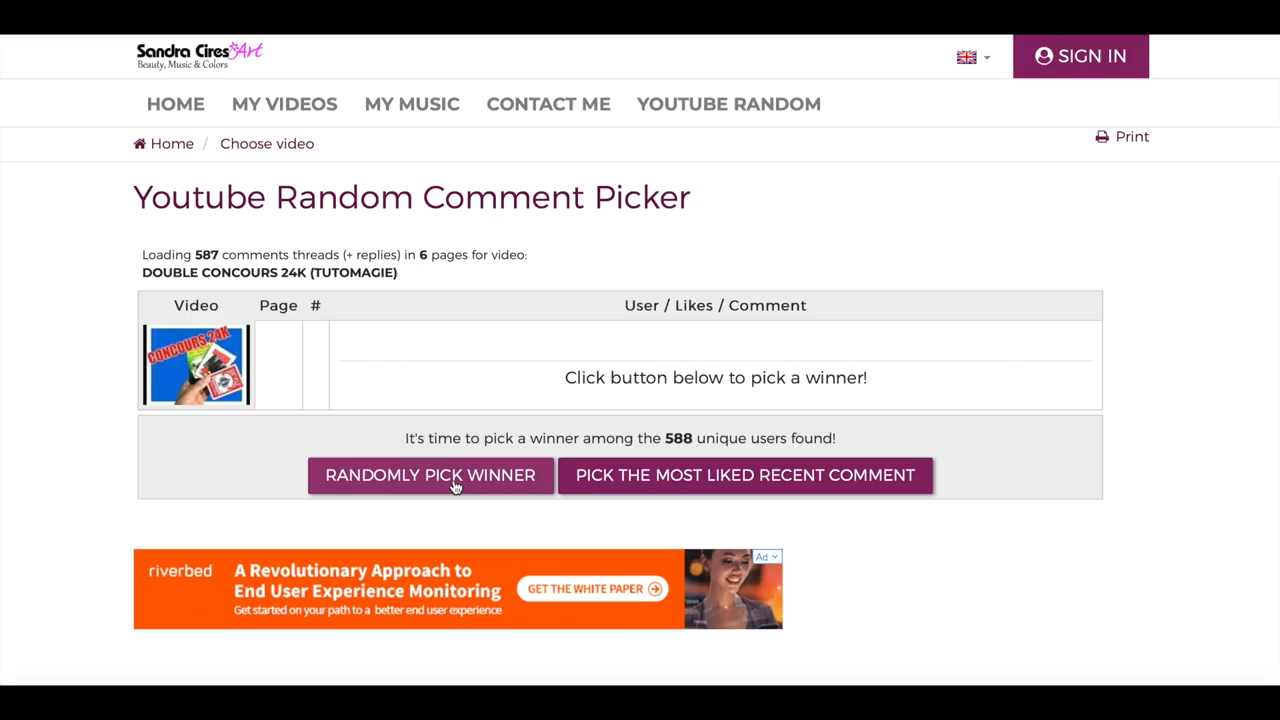 Sandra Cires Art
Beauty, Music & Colors
SIGN IN
HOME MY VIDEOS MY MUSIC CONTACT ME YOUTUBE RANDOM
Home / Choose video
Print
Youtube Random Comment Picker
Loading 587 comments threads (+ replies) in 6 pages for video:
DOUBLE CONCOURS 24K (TUTOMAGIE)
Video Page # User / Likes / Comment
CONCOURS 24K
Click button below to pick a winner!
It's time to pick a winner among the 588 unique users found!
RANDOMLY PICK WINNER PICK THE MOST LIKED RECENT COMMENT
riverbed
A Revolutionary Approach to
End User Experience Monitoring
Get started on your path to a better end user experience
GET THE WHITE PAPER
Ad